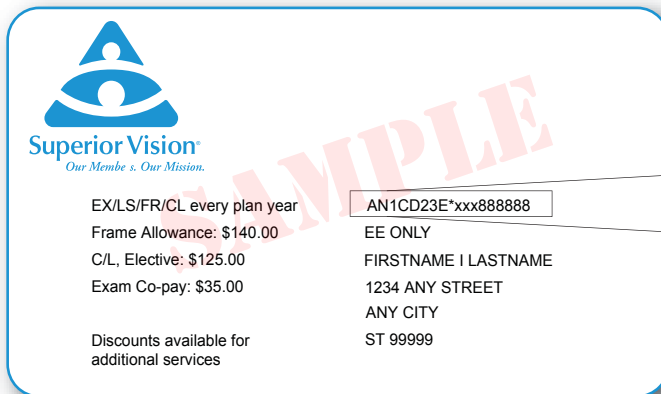 SAMPLE
Superior Vision®
Our Membe s. Our Mission.
EX/LS/FR/CL every plan year
Frame Allowance: $140.00
C/L, Elective: $125.00
Exam Co-pay: $35.00
Discounts available for
additional services
AN1CD23E*xxx888888
EE ONLY
FIRSTNAME I LASTNAME
1234 ANY STREET
ANY CITY
ST 99999